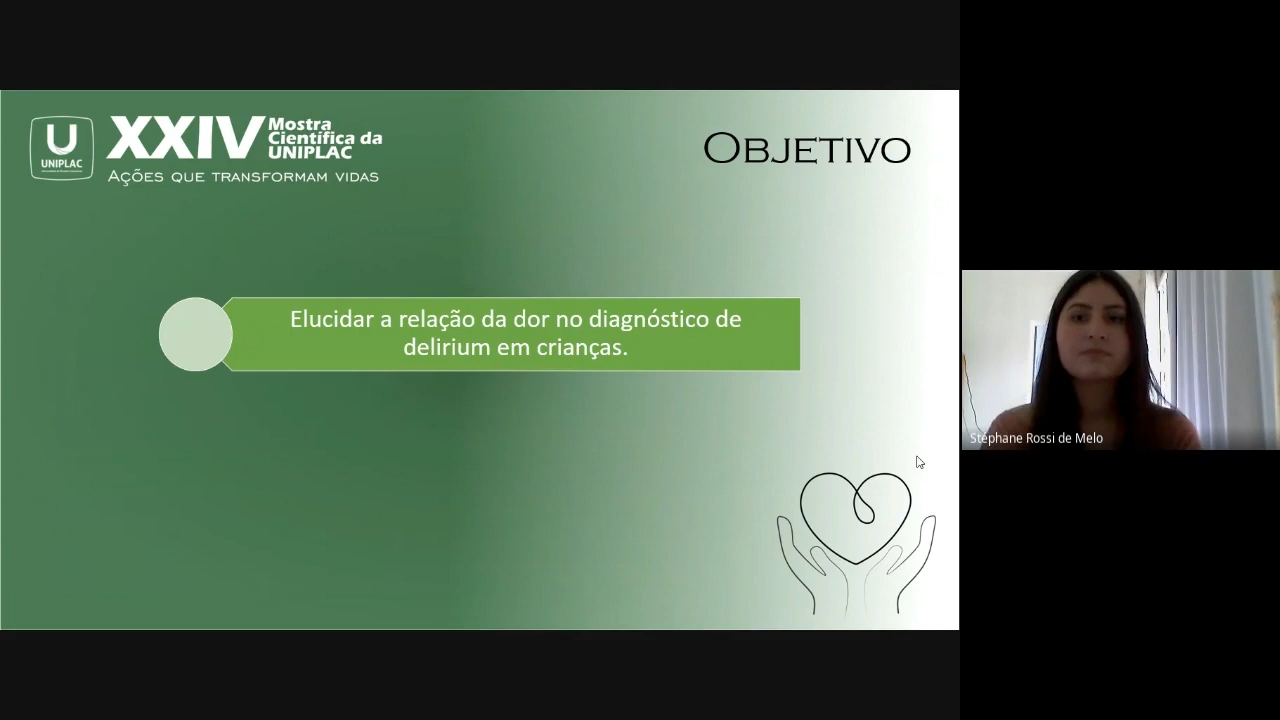 U
UNIPLAC
XXIV
Mostra
Científica da
UNIPLAC
AÇÕES QUE TRANSFORMAM VIDAS
OBJETIVO
Elucidar a relação da dor no diagnóstico de
delirium em crianças.
Stéphane Rossi de Melo